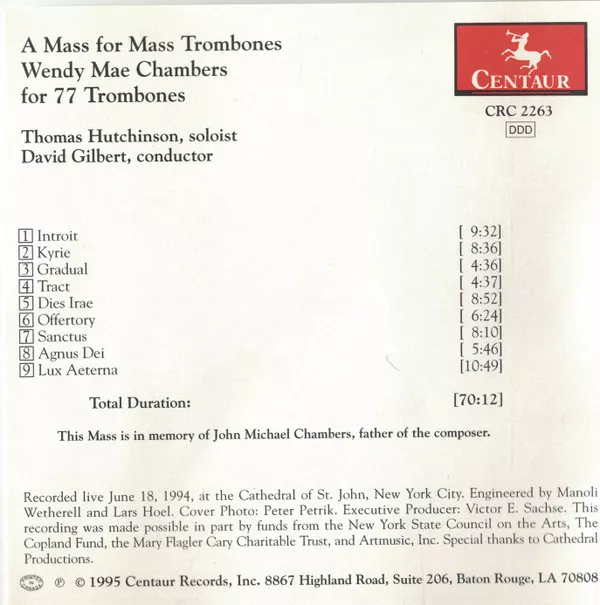 A Mass for Mass Trombones
Wendy Mae Chambers
for 77 Trombones
CENTAUR
CRC 2263
DDD
Thomas Hutchinson, soloist
David Gilbert, conductor
1 Introit [ 9:32]
2 Kyrie [ 8:36]
3 Gradual [ 4:36]
4 Tract [ 4:37]
5 Dies Irae [ 8:52]
6 Offertory [ 6:24]
7 Sanctus [ 8:10]
8 Agnus Dei [ 5:46]
9 Lux Aeterna [10:49]
Total Duration: [70:12]
This Mass is in memory of John Michael Chambers, father of the composer.
Recorded live June 18, 1994, at the Cathedral of St. John, New York City. Engineered by Manoli
Wetherell and Lars Hoel. Cover Photo: Peter Petrik. Executive Producer: Victor E. Sachse. This
recording was made possible in part by funds from the New York State Council on the Arts, The
Copland Fund, the Mary Flagler Cary Charitable Trust, and Artmusic, Inc. Special thanks to Cathedral
Productions.
PRINTED IN CANADA ℗ © 1995 Centaur Records, Inc. 8867 Highland Road, Suite 206, Baton Rouge, LA 70808